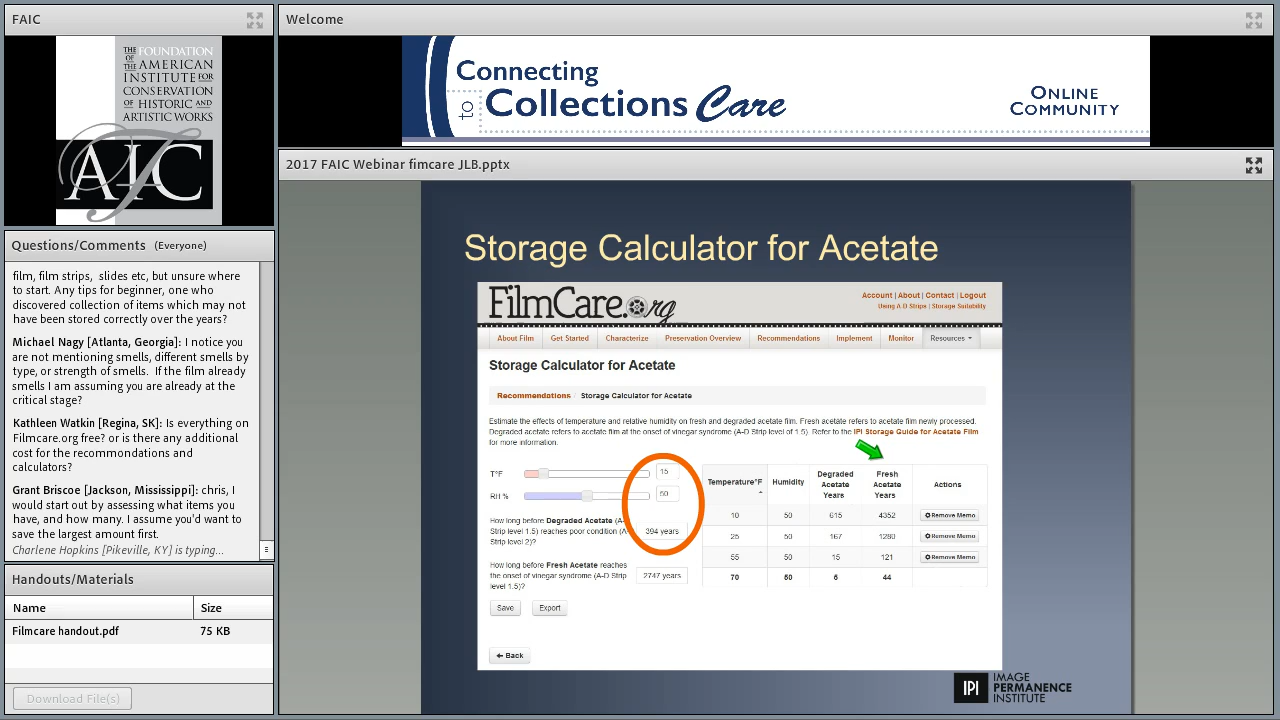 FAIC
THE
FOUNDATION
OF THE
AMERICAN
INSTITUTE FOR
CONSERVATION
OF HISTORIC AND
ARTISTIC WORKS
AIC
Welcome
Connecting
to Collections Care
ONLINE
COMMUNITY
Questions/Comments (Everyone)
film, film strips, slides etc, but unsure where
to start. Any tips for beginner, one who
discovered collection of items which may not
have been stored correctly over the years?
Michael Nagy [Atlanta, Georgia]: I notice you
are not mentioning smells, different smells by
type, or strength of smells. If the film already
smells I am assuming you are already at the
critical stage?
Kathleen Watkin [Regina, SK]: Is everything on
Filmcare.org free? or is there any additional
cost for the recommondations and
calculators?
Grant Briscoe [Jackson, Mississippi]: chris, I
would start out by assessing what items you
have, and how many. I assume you'd want to
save the largest amount first.
Charlene Hopkins [Pikeville, KY] is typing...
Handouts/Materials
Name Size
Filmcare handout.pdf 75 KB
Download File(s)
2017 FAIC Webinar fimcare JLB.pptx
Storage Calculator for Acetate
FilmCare.org
Account | About | Contact | Logout
Using A-D Strips | Storage Suitability
About Film Get Started Characterize Preservation Overview Recommendations Implement Monitor Resources
Storage Calculator for Acetate
Recommendations / Storage Calculator for Acetate
Estimate the effects of temperature and relative humidity on fresh and degraded acetate film. Fresh acetate refers to acetate film newly processed.
Degraded acetate refers to acetate film at the onset of vinegar syndrome (A-D Strip level of 1.5). Refer to the IPI Storage Guide for Acetate Film
for more information.
T°F 15
RH % 50
How long before Degraded Acetate (A-D
Strip level 1.5) reaches poor condition (A-D
Strip level 2)?
394 years
How long before Fresh Acetate reaches
the onset of vinegar syndrome (A-D Strip
level 1.5)?
2747 years
Save Export
Back
Temperature°F Humidity Degraded Acetate Years Fresh Acetate Years Actions
10 50 615 4352 Remove Memo
25 50 167 1280 Remove Memo
55 50 15 121 Remove Memo
70 50 6 44
IPI IMAGE
PERMANENCE
INSTITUTE